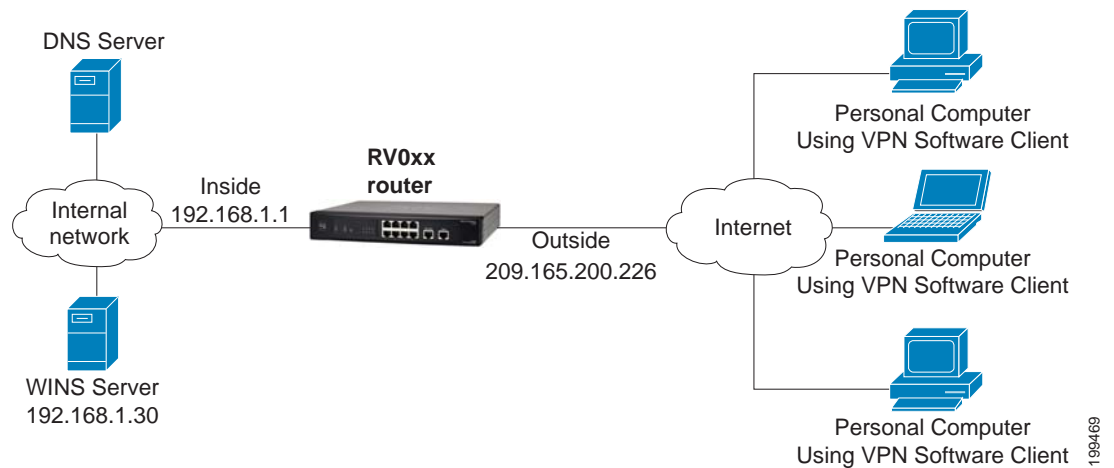 DNS Server
Internal
network
WINS Server
192.168.1.30
Inside
192.168.1.1
RV0xx
router
Outside
209.165.200.226
Internet
Personal Computer
Using VPN Software Client
Personal Computer
Using VPN Software Client
Personal Computer
Using VPN Software Client
199469